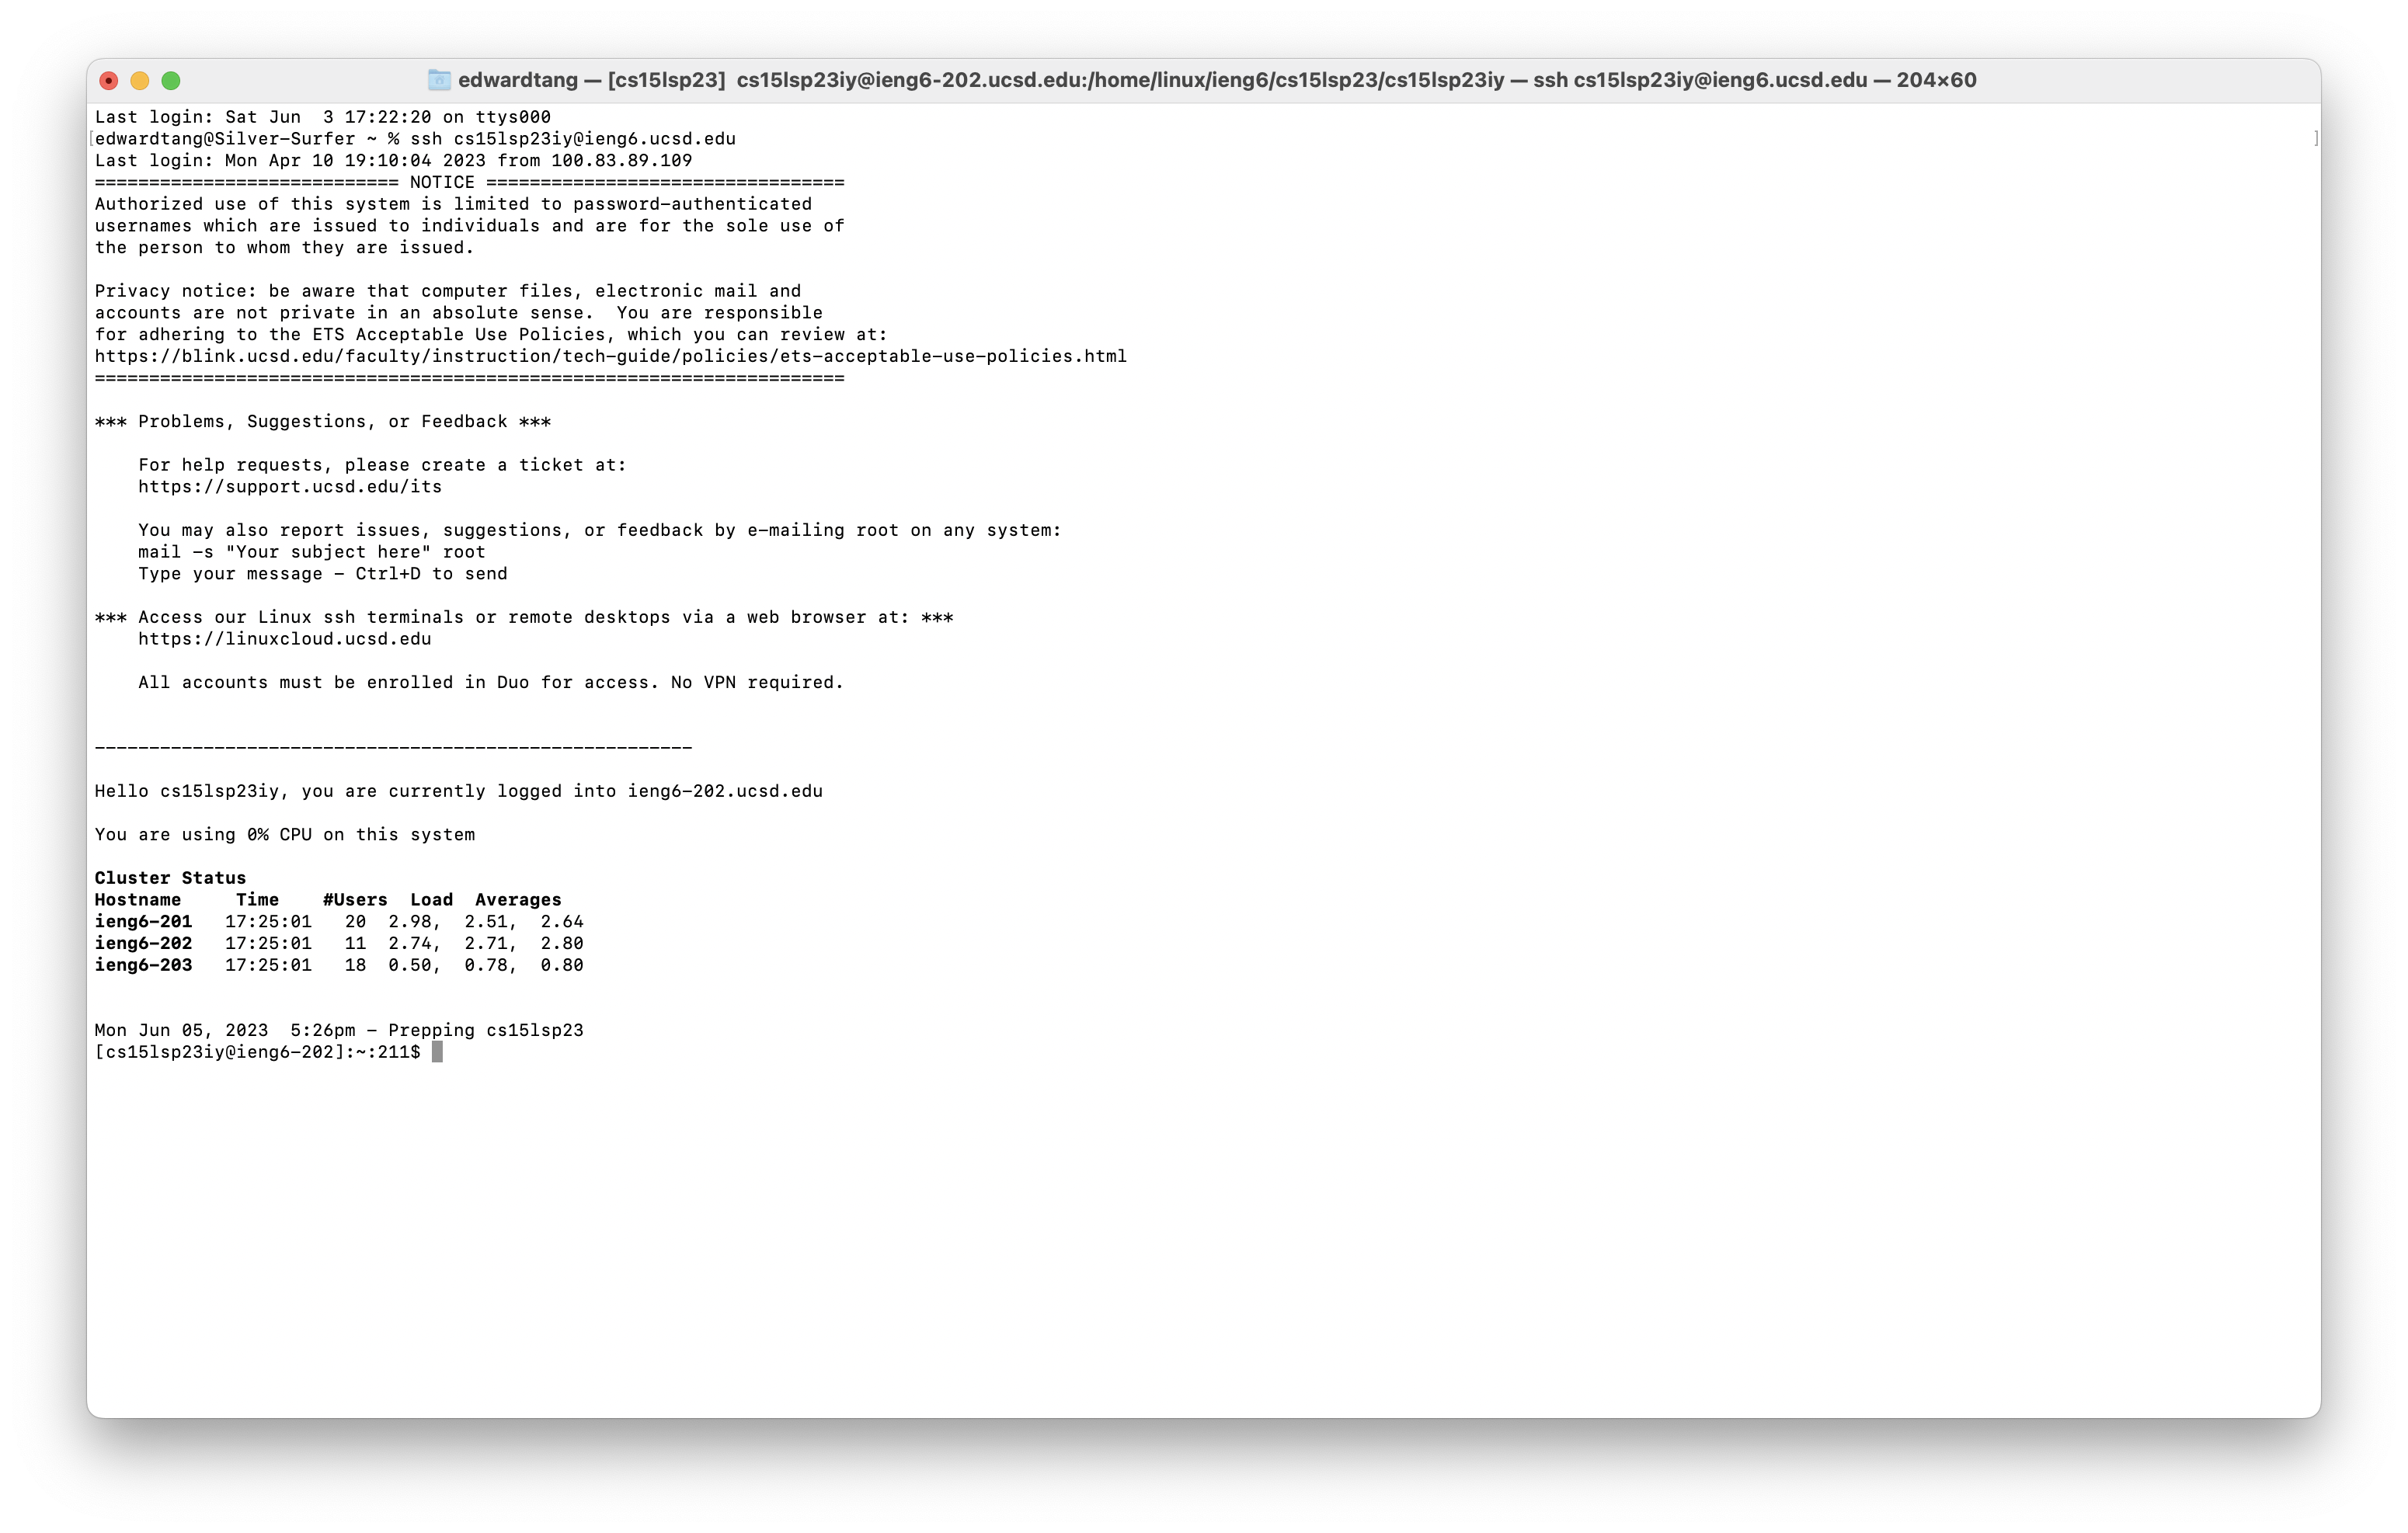 edwardtang — [cs15lsp23]  cs15lsp23iy@ieng6-202.ucsd.edu:/home/linux/ieng6/cs15lsp23/cs15lsp23iy — ssh cs15lsp23iy@ieng6.ucsd.edu — 204×60
Last login: Sat Jun  3 17:22:20 on ttys000
[edwardtang@Silver-Surfer ~ % ssh cs15lsp23iy@ieng6.ucsd.edu ]
Last login: Mon Apr 10 19:10:04 2023 from 100.83.89.109
============================ NOTICE =================================
Authorized use of this system is limited to password-authenticated
usernames which are issued to individuals and are for the sole use of
the person to whom they are issued.

Privacy notice: be aware that computer files, electronic mail and
accounts are not private in an absolute sense.  You are responsible
for adhering to the ETS Acceptable Use Policies, which you can review at:
https://blink.ucsd.edu/faculty/instruction/tech-guide/policies/ets-acceptable-use-policies.html
=====================================================================

*** Problems, Suggestions, or Feedback ***

    For help requests, please create a ticket at:
    https://support.ucsd.edu/its

    You may also report issues, suggestions, or feedback by e-mailing root on any system:
    mail -s "Your subject here" root
    Type your message - Ctrl+D to send

*** Access our Linux ssh terminals or remote desktops via a web browser at: ***
    https://linuxcloud.ucsd.edu

    All accounts must be enrolled in Duo for access. No VPN required.

-------------------------------------------------------

Hello cs15lsp23iy, you are currently logged into ieng6-202.ucsd.edu

You are using 0% CPU on this system

Cluster Status
Hostname     Time    #Users  Load  Averages
ieng6-201   17:25:01   20  2.98,  2.51,  2.64
ieng6-202   17:25:01   11  2.74,  2.71,  2.80
ieng6-203   17:25:01   18  0.50,  0.78,  0.80

Mon Jun 05, 2023  5:26pm - Prepping cs15lsp23
[cs15lsp23iy@ieng6-202]:~:211$